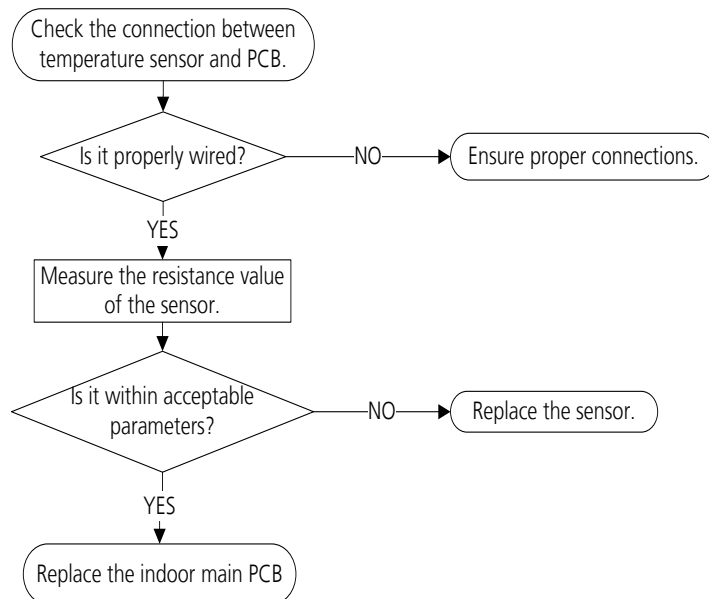 Check the connection between
temperature sensor and PCB.
Is it properly wired?
NO
Ensure proper connections.
YES
Measure the resistance value
of the sensor.
Is it within acceptable
parameters?
NO
Replace the sensor.
YES
Replace the indoor main PCB